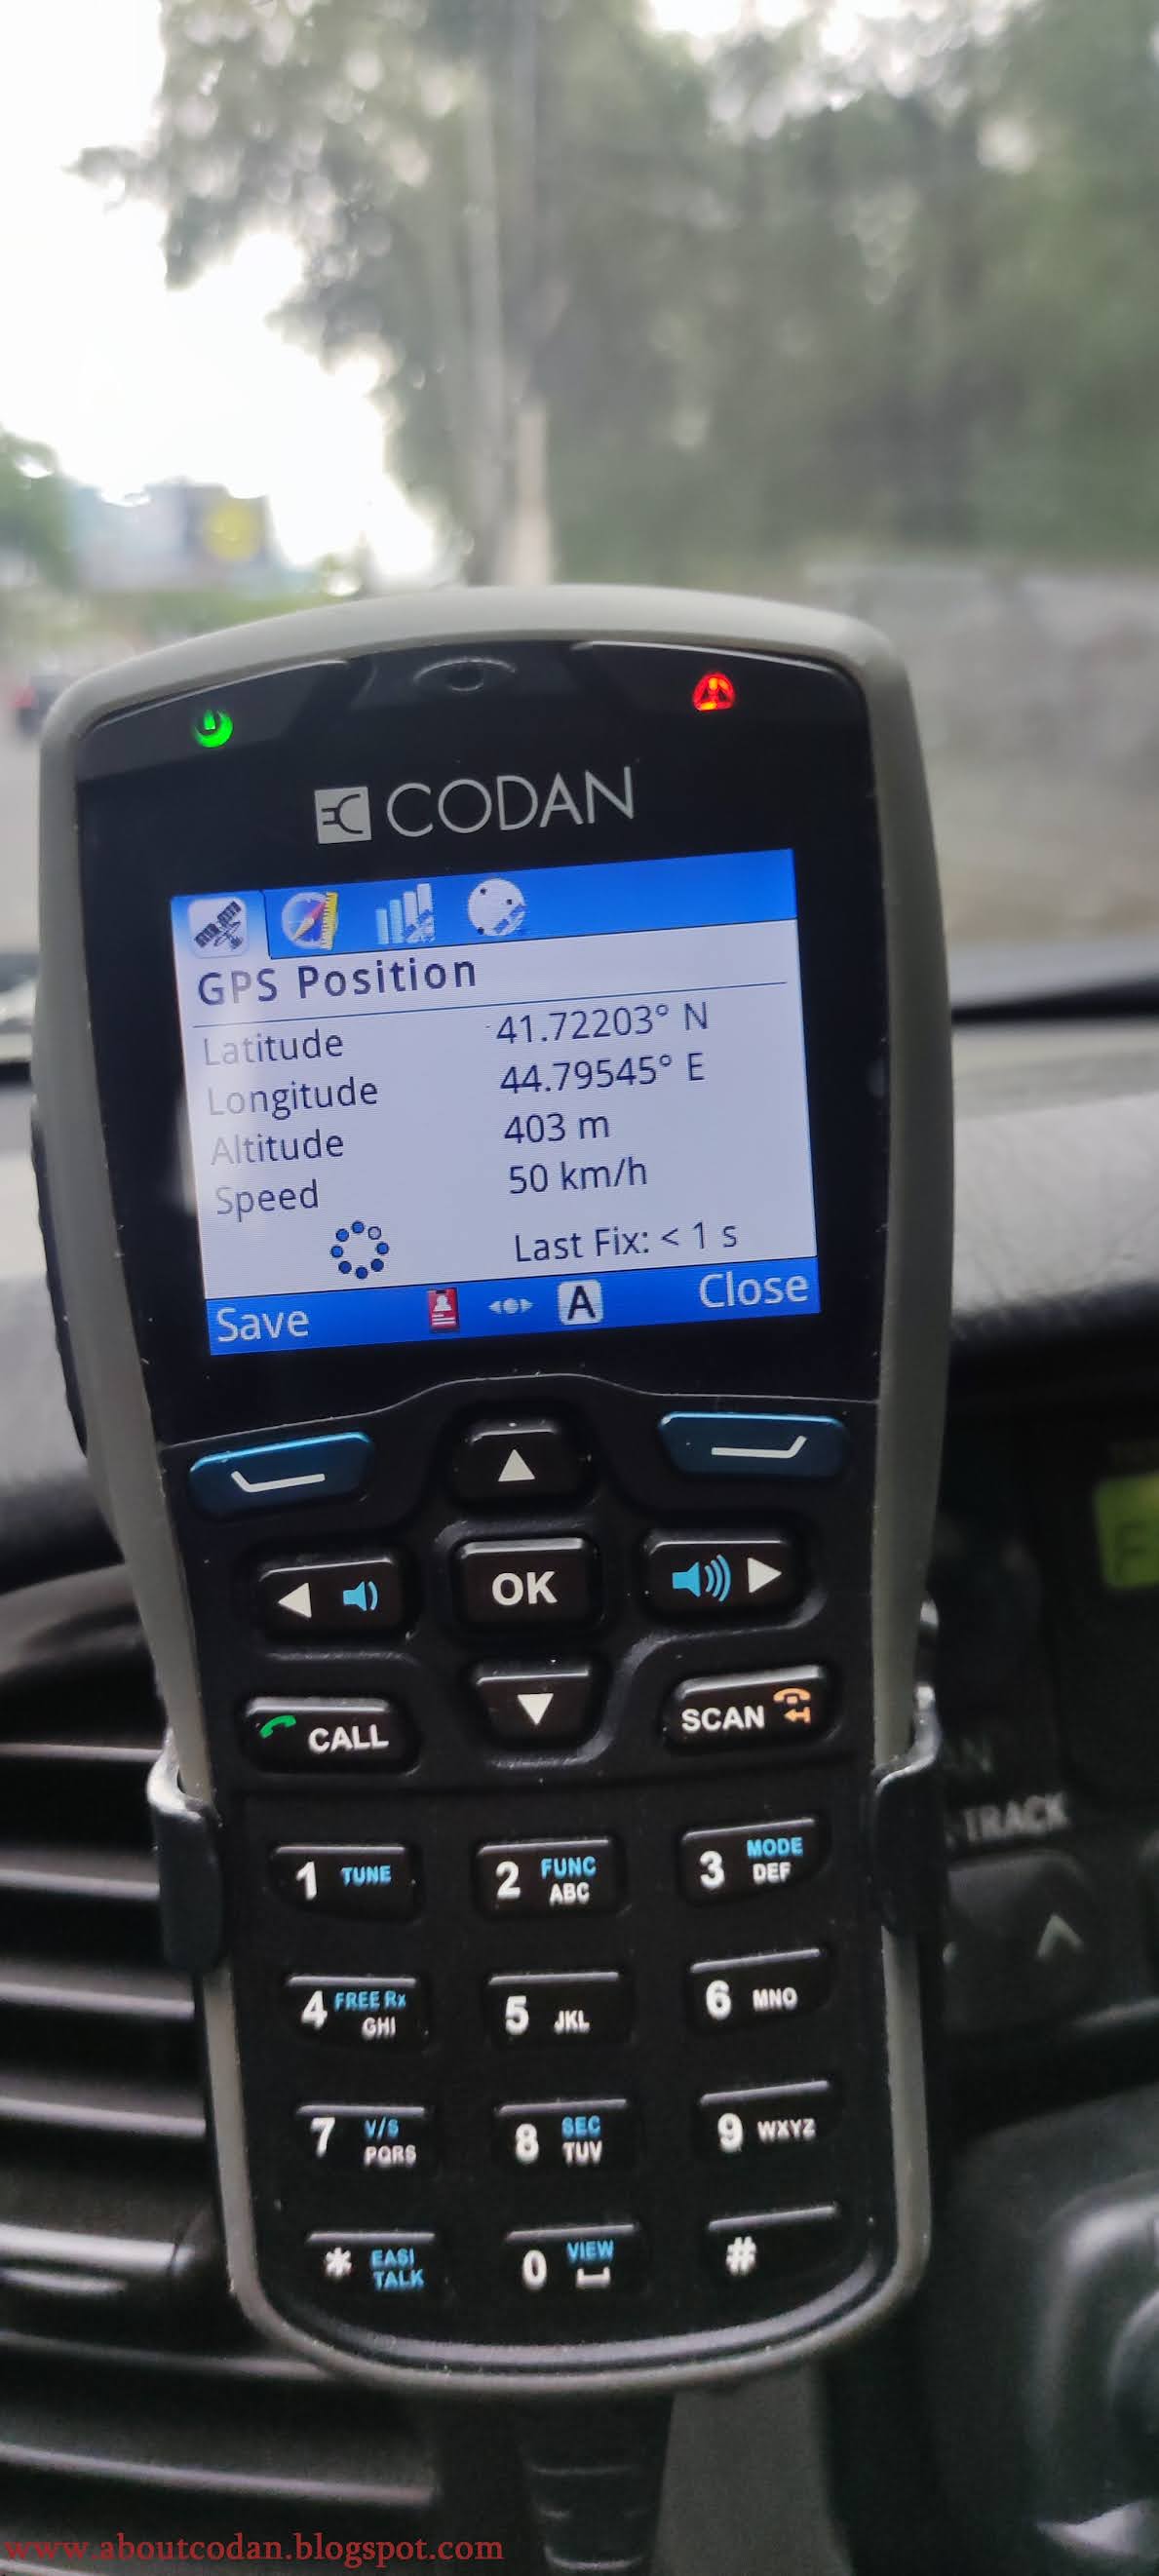 CODAN
GPS Position
Latitude 41.72203° N
Longitude 44.79545° E
Altitude 403 m
Speed 50 km/h
Last Fix: < 1 s
Save A Close
OK
CALL SCAN
1 TUNE 2 FUNC ABC 3 MODE DEF
4 FREE Rx GHI 5 JKL 6 MNO
7 V/S PQRS 8 SEC TUV 9 WXYZ
* EASI TALK 0 VIEW #
TRACK
www.aboutcodan.blogspot.com